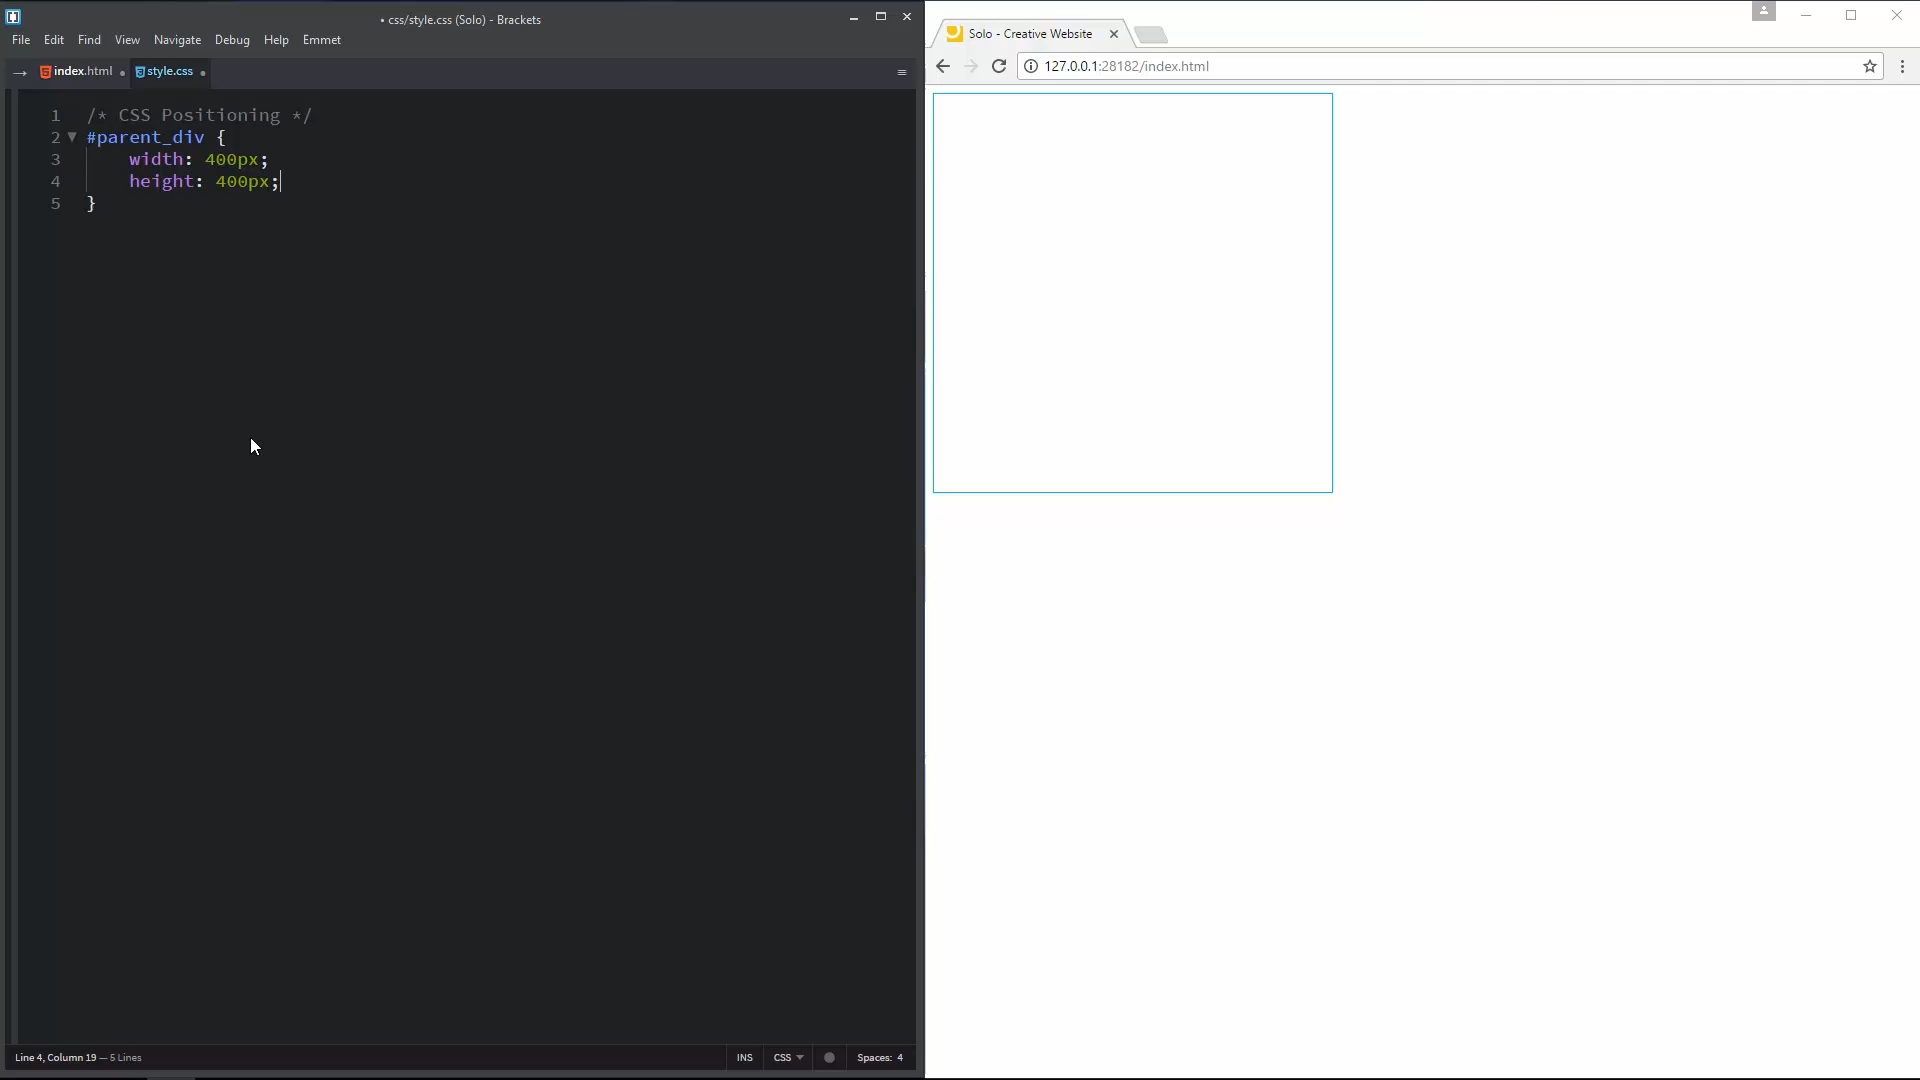 • css/style.css (Solo) - Brackets
File Edit Find View Navigate Debug Help Emmet
→ index.html • style.css •
1 /* CSS Positioning */
2 ▼ #parent_div {
3 width: 400px;
4 height: 400px;
5 }
Line 4, Column 19 — 5 Lines
INS CSS Spaces: 4
Solo - Creative Website
127.0.0.1:28182/index.html